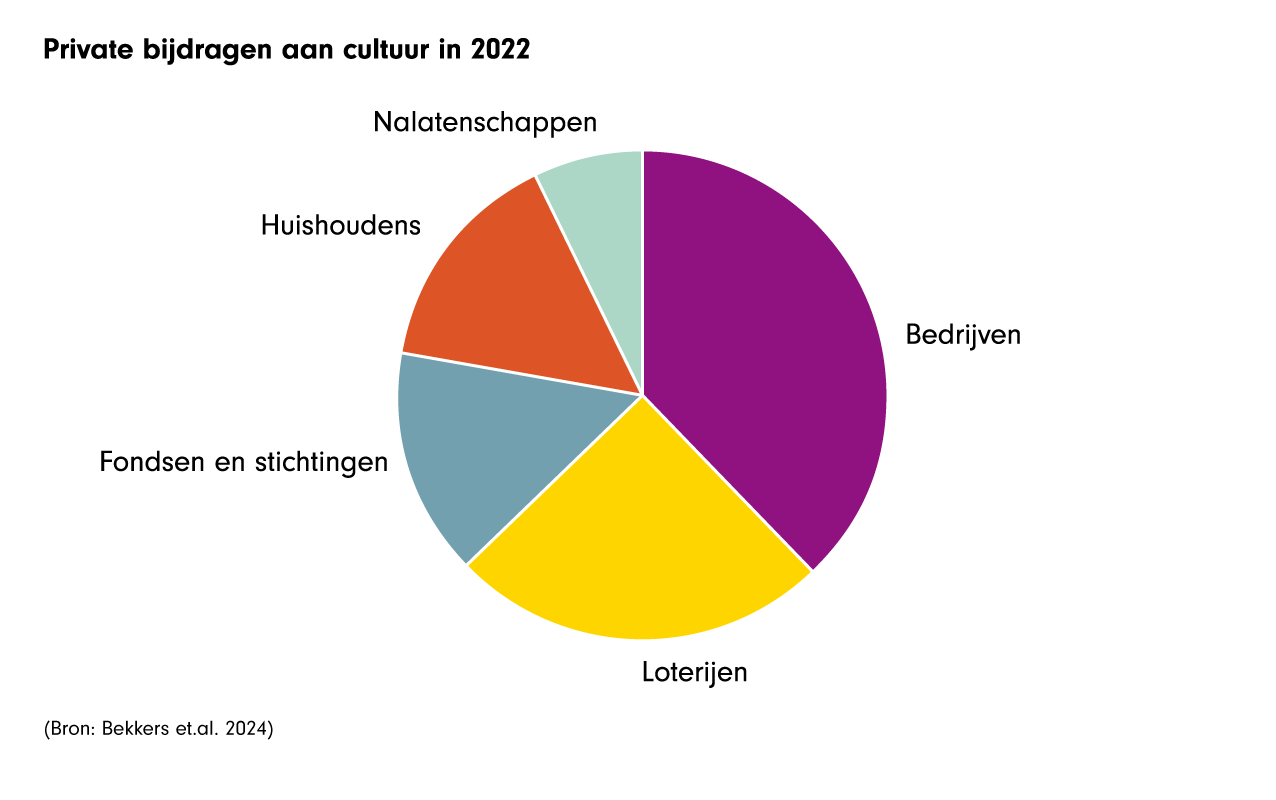 Private bijdragen aan cultuur in 2022
Nalatenschappen
Huishoudens
Bedrijven
Fondsen en stichtingen
Loterijen
(Bron: Bekkers et.al. 2024)